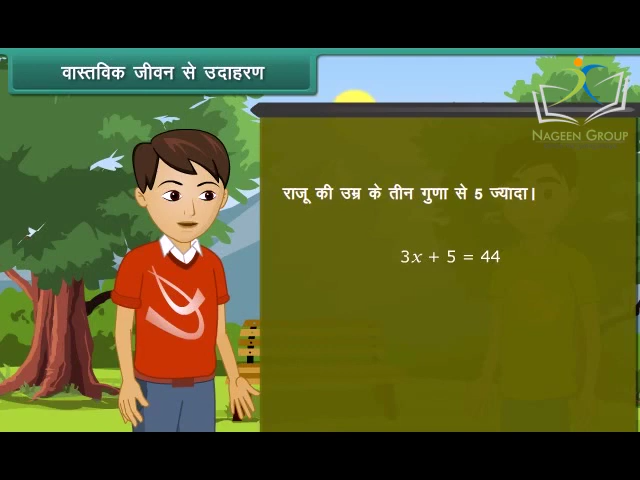 वास्तविक जीवन से उदाहरण
NAGEEN GROUP
राजू की उम्र के तीन गुणा से 5 ज्यादा।
3x + 5 = 44